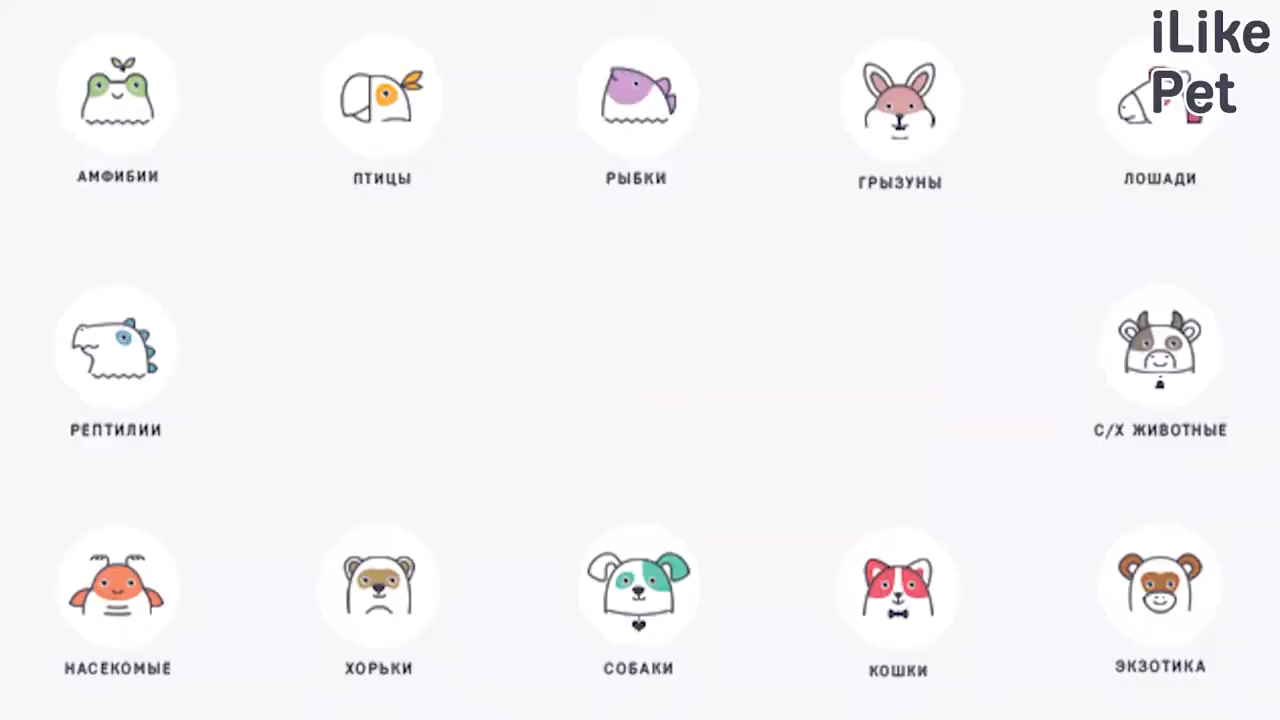 iLike
Pet
АМФИБИИ
ПТИЦЫ
РЫБКИ
ГРЫЗУНЫ
ЛОШАДИ
РЕПТИЛИИ
С/Х ЖИВОТНЫЕ
НАСЕКОМЫЕ
ХОРЬКИ
СОБАКИ
КОШКИ
ЭКЗОТИКА